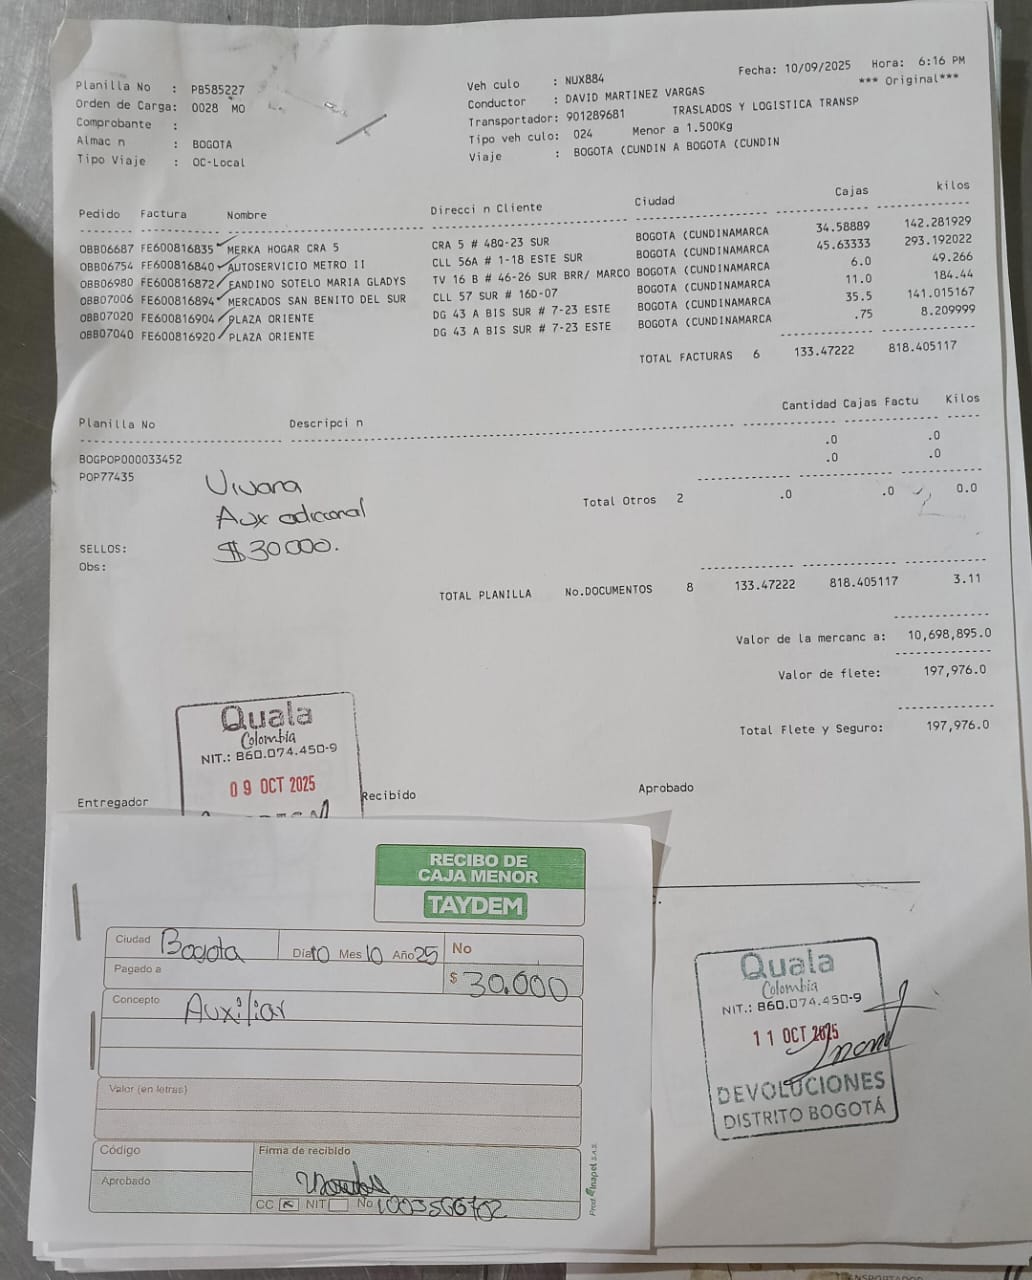 Fecha: 10/09/2025 Hora: 6:16 PM
*** Original***
Planilla No : PB585227
Orden de Carga: 0028 MO
Comprobante :
Almac n : BOGOTA
Tipo Viaje : OC-Local
Veh culo : NUX884
Conductor : DAVID MARTINEZ VARGAS
Transportador: 901289681 TRASLADOS Y LOGISTICA TRANSP
Tipo veh culo: 024 Menor a 1.500Kg
Viaje : BOGOTA (CUNDIN A BOGOTA (CUNDIN
Pedido Factura Nombre Direcci n Cliente Ciudad Cajas kilos
OBB06687 FE600816835 MERKA HOGAR CRA 5 CRA 5 # 48Q-23 SUR BOGOTA (CUNDINAMARCA 34.58889 142.281929
OBB06754 FE600816840 AUTOSERVICIO METRO II CLL 56A # 1-18 ESTE SUR BOGOTA (CUNDINAMARCA 45.63333 293.192022
OBB06980 FE600816872 FANDINO SOTELO MARIA GLADYS TV 16 B # 46-26 SUR BRR/ MARCO BOGOTA (CUNDINAMARCA 6.0 49.266
OBB07006 FE600816894 MERCADOS SAN BENITO DEL SUR CLL 57 SUR # 16D-07 BOGOTA (CUNDINAMARCA 11.0 184.44
OBB07020 FE600816904 PLAZA ORIENTE DG 43 A BIS SUR # 7-23 ESTE BOGOTA (CUNDINAMARCA 35.5 141.015167
OBB07040 FE600816920 PLAZA ORIENTE DG 43 A BIS SUR # 7-23 ESTE BOGOTA (CUNDINAMARCA .75 8.209999
TOTAL FACTURAS 6 133.47222 818.405117
Planilla No Descripci n Cantidad Cajas Factu Kilos
BOGPOP000033452 .0 .0
POP77435 .0 .0
Total Otros 2 .0 .0 0.0
Viviana
Aux adicional
$30000.
SELLOS:
Obs:
TOTAL PLANILLA No.DOCUMENTOS 8 133.47222 818.405117 3.11
Valor de la mercanc a: 10,698,895.0
Valor de flete: 197,976.0
Total Flete y Seguro: 197,976.0
Quala
Colombia
NIT.: 860.074.450-9
09 OCT 2025
Entregador Recibido Aprobado
RECIBO DE
CAJA MENOR
TAYDEM
Ciudad Bogota Día 10 Mes 10 Año 25 No
Pagado a $ 30.000
Concepto Auxiliar
Valor (en letras)
Código
Firma de recibido
Aprobado
CC NIT No
Quala
Colombia
NIT.: 860.074.450-9
11 OCT 2025
DEVOLUCIONES
DISTRITO BOGOTÁ